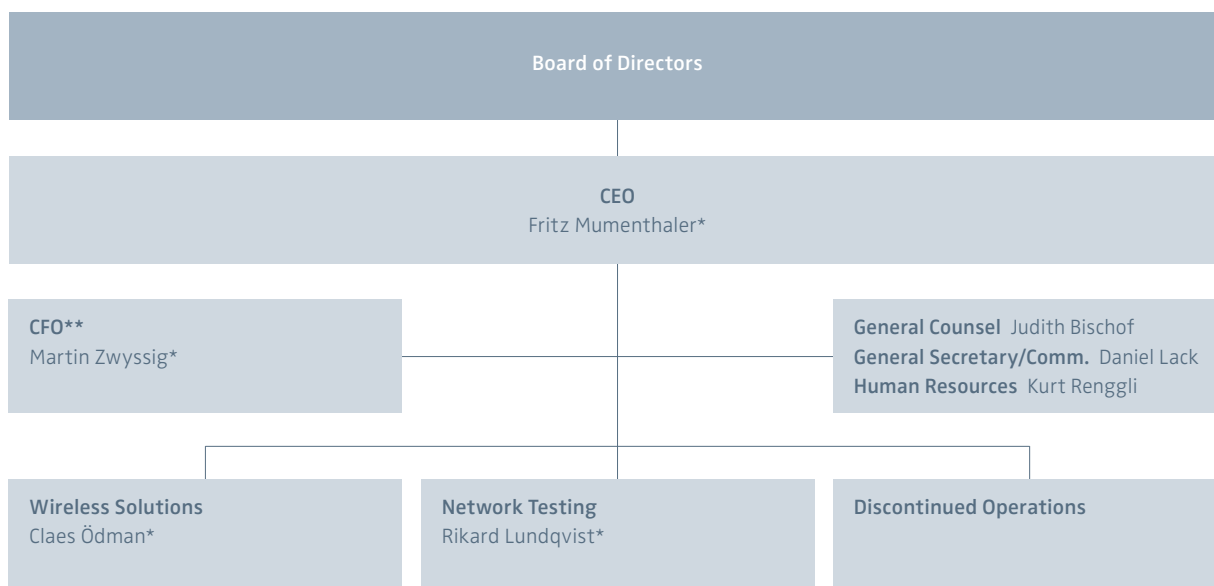 Board of Directors
CEO
Fritz Mumenthaler*
CFO**
Martin Zwyssig*
General Counsel Judith Bischof
General Secretary/Comm. Daniel Lack
Human Resources Kurt Renggli
Wireless Solutions
Claes Ödman*
Network Testing
Rikard Lundqvist*
Discontinued Operations